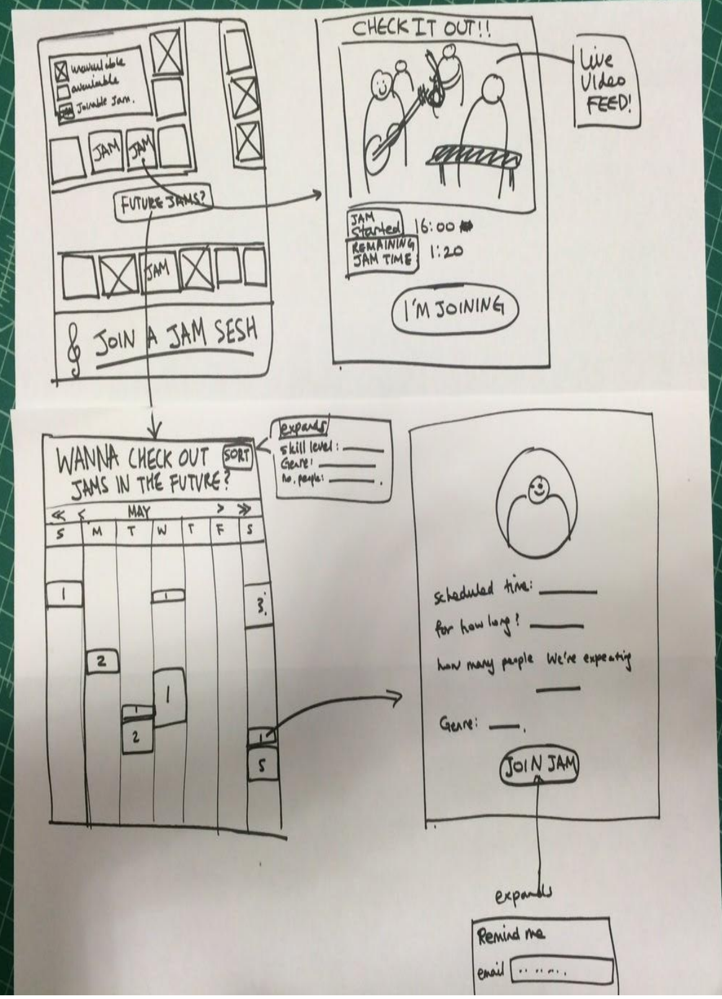 unavailable
available
Joinable Jam.
JAM
JAM
FUTURE JAMS?
JAM
JOIN A JAM SESH
CHECK IT OUT!!
Live
Video
FEED!
JAM
Started
16:00
REMAINING
JAM TIME
1:20
I'M JOINING
WANNA CHECK OUT
JAMS IN THE FUTURE?
SORT
expands
Skill level:
Genre:
no. people:
<< < MAY > >>
S M T W T F S
1
1
3
2
1
1
2
1
5
scheduled time:
for how long?
how many people we're expecting
Genre:
JOIN JAM
expands
Remind me
email